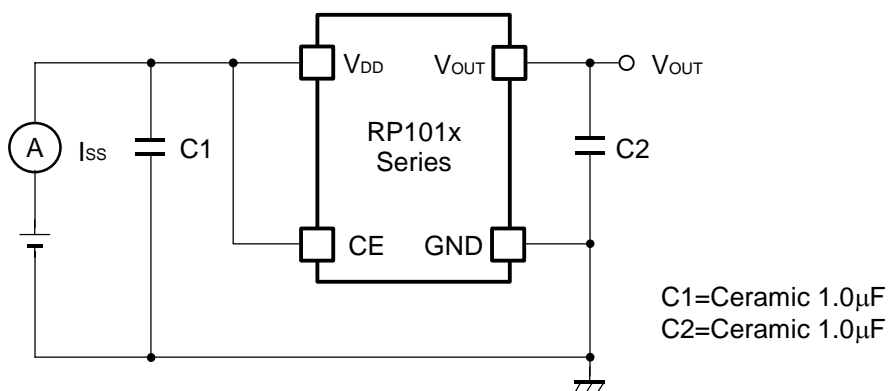 VDD VOUT VOUT
RP101x
Series
A ISS C1 C2
CE GND
C1=Ceramic 1.0μF
C2=Ceramic 1.0μF